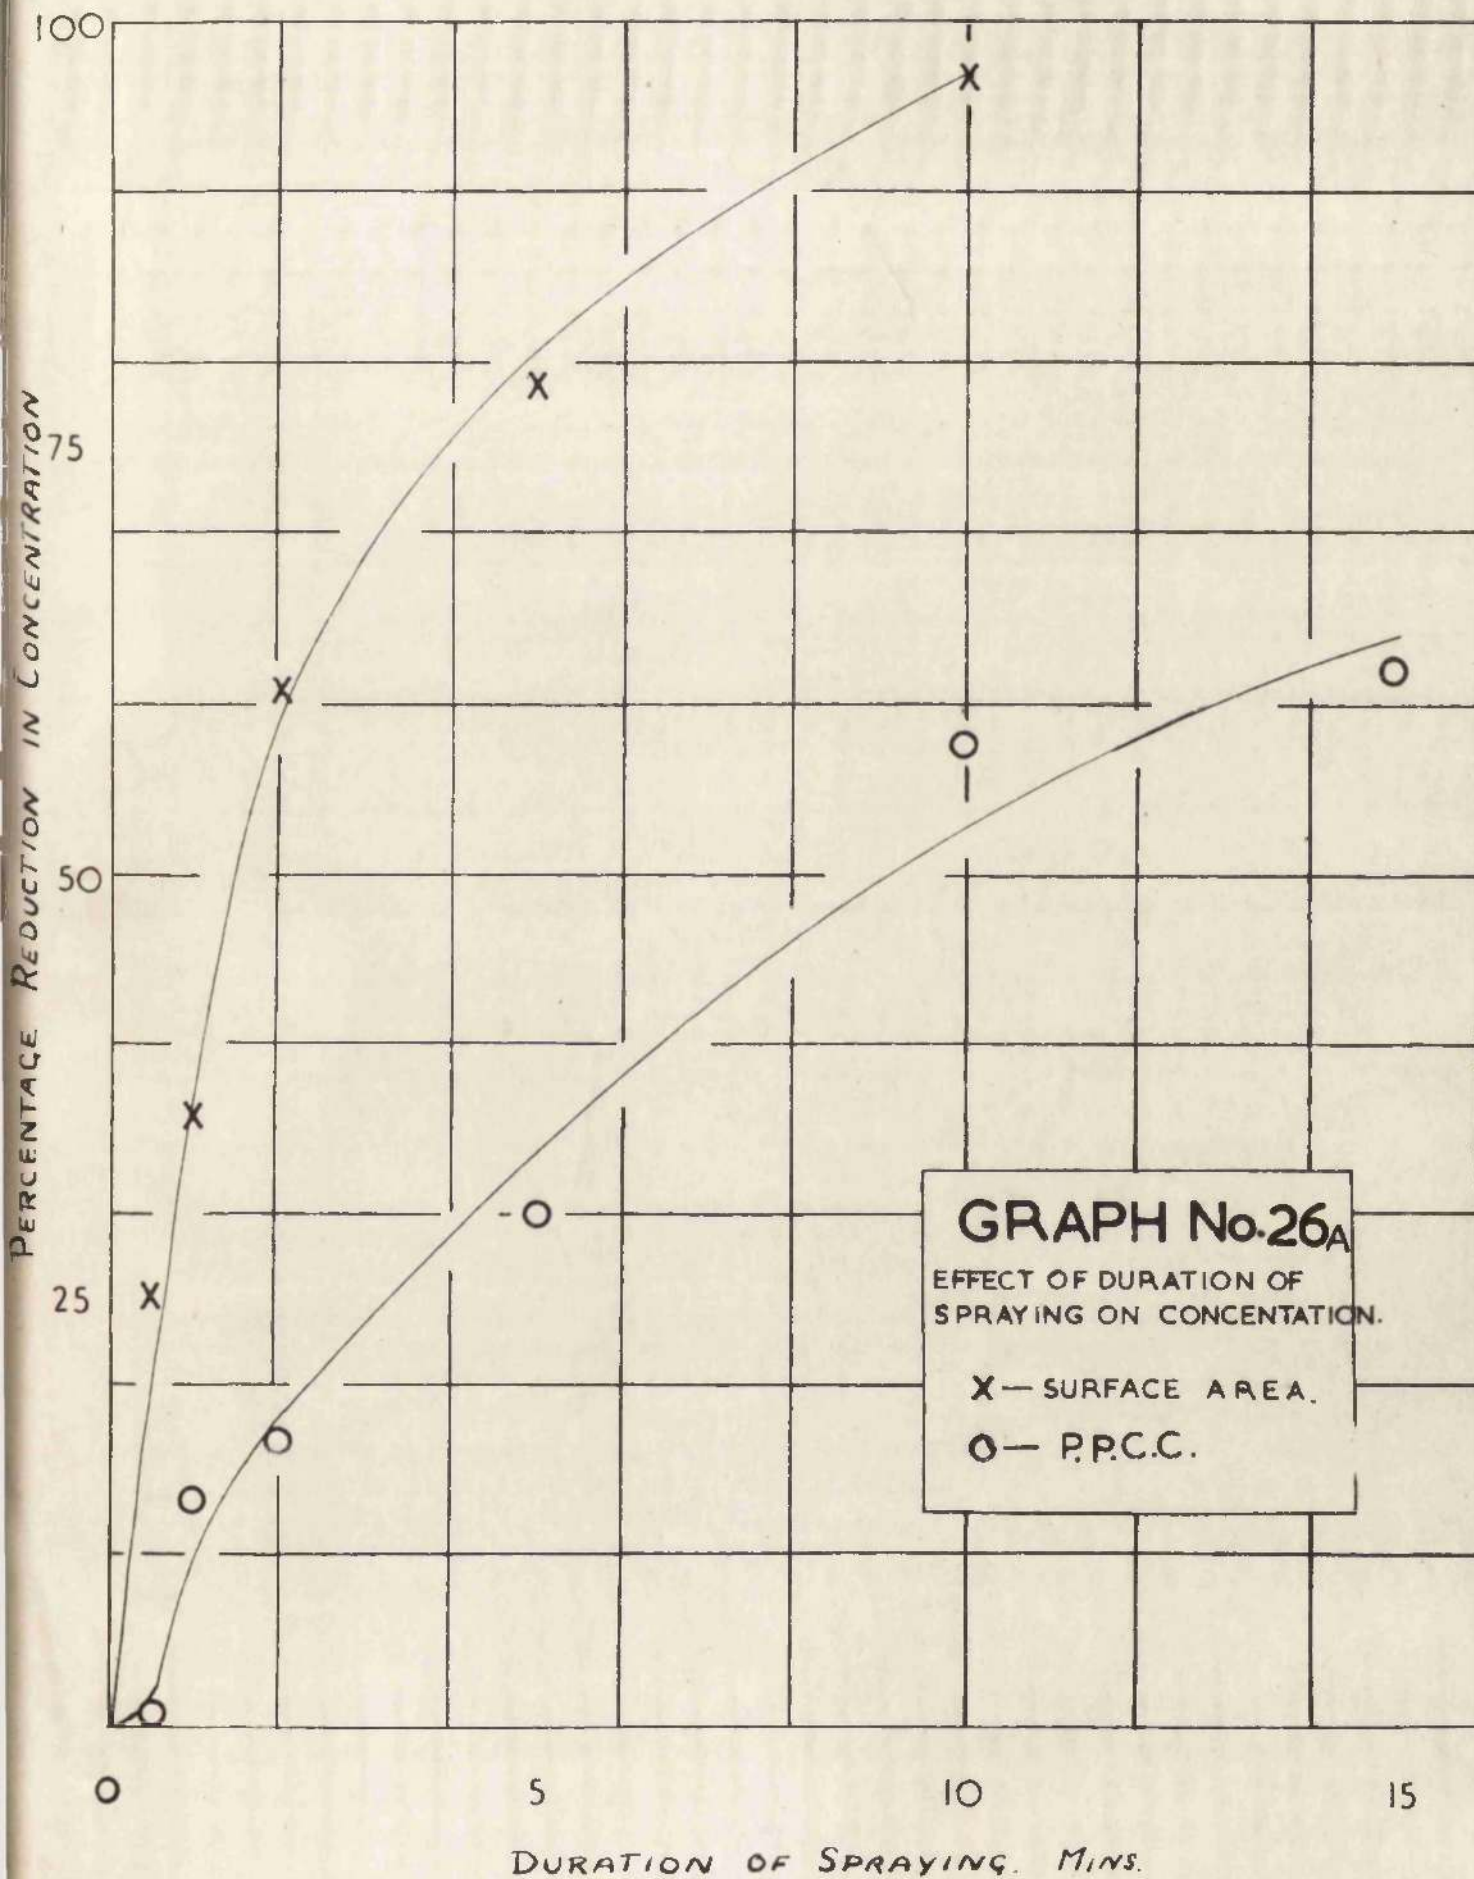 100
75
50
25
PERCENTAGE REDUCTION IN CONCENTRATION
GRAPH No.26A
EFFECT OF DURATION OF
SPRAYING ON CONCENTATION.
X — SURFACE AREA.
O — P.P.C.C.
0 5 10 15
DURATION OF SPRAYING. MINS.